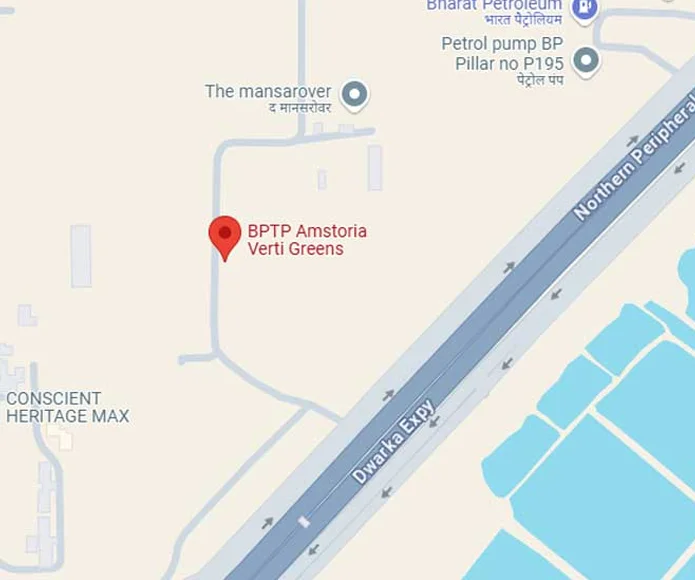 Bharat Petroleum
भारत पेट्रोलियम
Petrol pump BP
Pillar no P195
पेट्रोल पंप
The mansarover
द मानसरोवर
Northern Peripheral
BPTP Amstoria
Verti Greens
CONSCIENT
HERITAGE MAX
Dwarka Expy